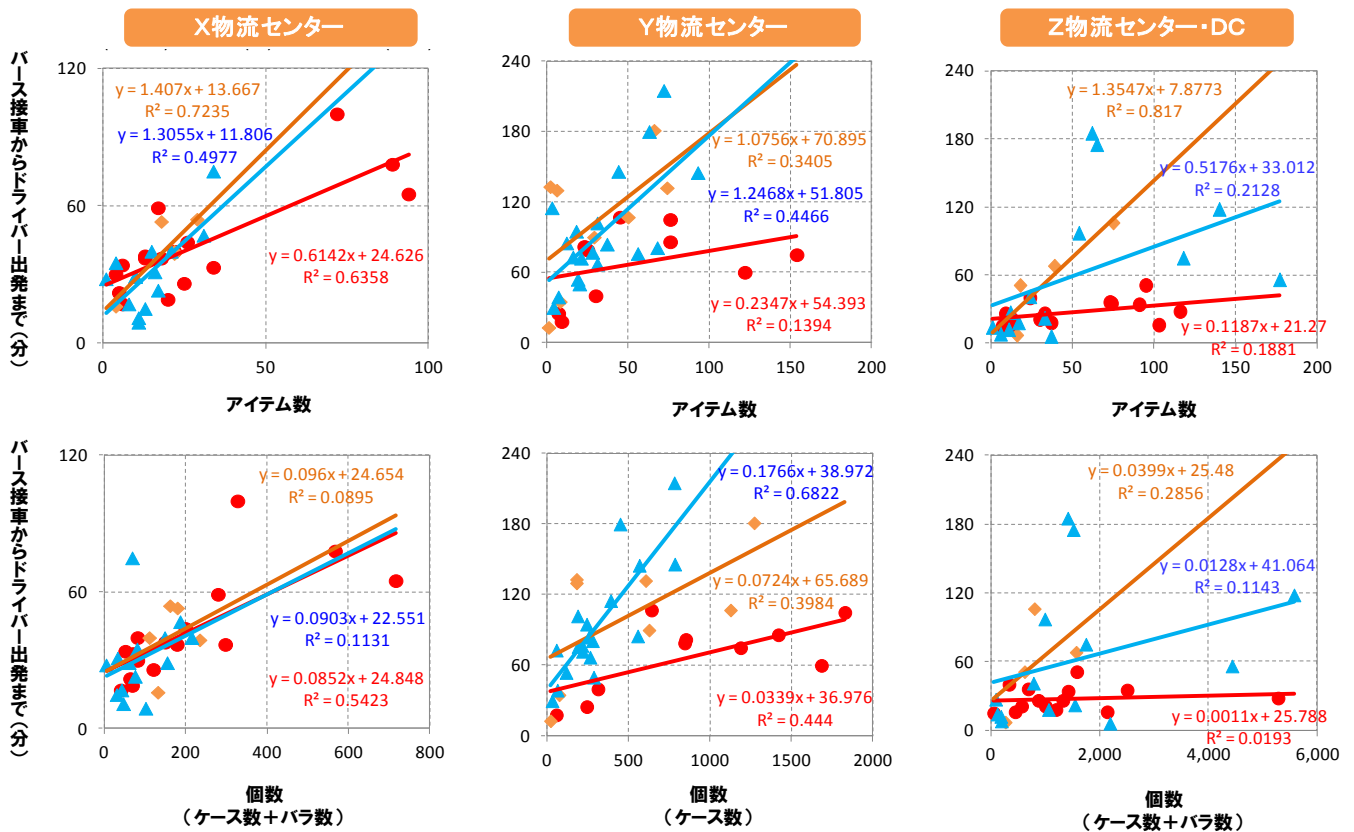 X物流センター
Y物流センター
Z物流センター・DC
バース接車からドライバー出発まで（分）
120
60
0
0
50
100
y = 1.407x + 13.667
R² = 0.7235
y = 1.3055x + 11.806
R² = 0.4977
y = 0.6142x + 24.626
R² = 0.6358
アイテム数
240
180
120
60
0
0
50
100
150
200
y = 1.0756x + 70.895
R² = 0.3405
y = 1.2468x + 51.805
R² = 0.4466
y = 0.2347x + 54.393
R² = 0.1394
アイテム数
240
180
120
60
0
0
50
100
150
200
y = 1.3547x + 7.8773
R² = 0.817
y = 0.5176x + 33.012
R² = 0.2128
y = 0.1187x + 21.27
R² = 0.1881
アイテム数
バース接車からドライバー出発まで（分）
120
60
0
0
200
400
600
800
y = 0.096x + 24.654
R² = 0.0895
y = 0.0903x + 22.551
R² = 0.1131
y = 0.0852x + 24.848
R² = 0.5423
個数
（ケース数＋バラ数）
240
180
120
60
0
0
500
1000
1500
2000
y = 0.1766x + 38.972
R² = 0.6822
y = 0.0724x + 65.689
R² = 0.3984
y = 0.0339x + 36.976
R² = 0.444
個数
（ケース数）
240
180
120
60
0
0
2,000
4,000
6,000
y = 0.0399x + 25.48
R² = 0.2856
y = 0.0128x + 41.064
R² = 0.1143
y = 0.0011x + 25.788
R² = 0.0193
個数
（ケース数＋バラ数）